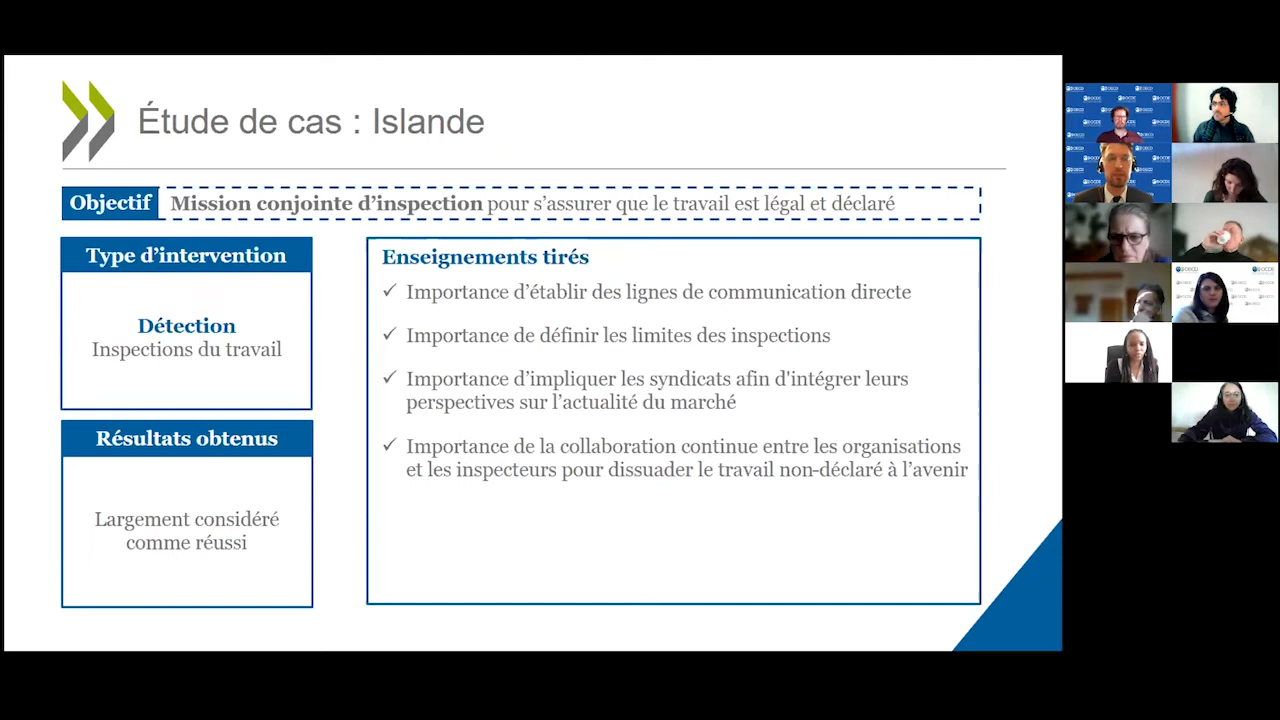 Étude de cas : Islande
Objectif
Mission conjointe d'inspection pour s'assurer que le travail est légal et déclaré
Type d'intervention
Détection
Inspections du travail
Résultats obtenus
Largement considéré
comme réussi
Enseignements tirés
✓ Importance d'établir des lignes de communication directe
✓ Importance de définir les limites des inspections
✓ Importance d'impliquer les syndicats afin d'intégrer leurs
perspectives sur l'actualité du marché
✓ Importance de la collaboration continue entre les organisations
et les inspecteurs pour dissuader le travail non-déclaré à l'avenir